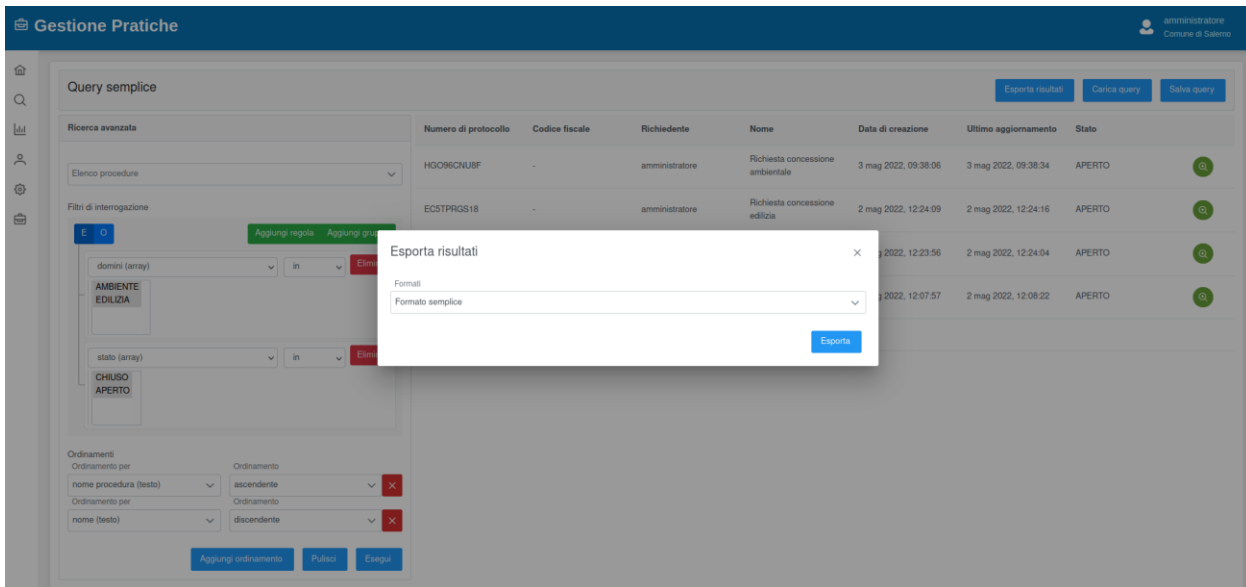 Gestione Pratiche
amministratore
Comune di Salerno
Query semplice
Esporta risultati
Carica query
Salva query
Ricerca avanzata
Elenco procedure
Filtri di interrogazione
E O
Aggiungi regola
domini (array)
in
AMBIENTE
EDILIZIA
stato (array)
in
CHIUSO
APERTO
Ordinamenti
Ordinamento per Ordinamento
nome procedura (testo) ascendente
Ordinamento per Ordinamento
nome (testo) discendente
Aggiungi ordinamento Pulisci Esegui
Numero di protocollo Codice fiscale Richiedente Nome Data di creazione Ultimo aggiornamento Stato
HGO96CNU8F - amministratore Richiesta concessione
ambientale 3 mag 2022, 09:38:06 3 mag 2022, 09:38:34 APERTO
EC5TPRGS18 - amministratore Richiesta concessione
edilizia 2 mag 2022, 12:24:09 2 mag 2022, 12:24:16 APERTO
2022, 12:23:56 2 mag 2022, 12:24:04 APERTO
2022, 12:07:57 2 mag 2022, 12:08:22 APERTO
Esporta risultati
Formati
Formato semplice
Esporta